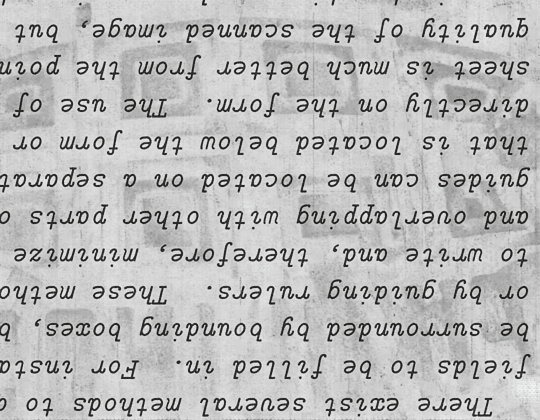 There exist several methods to
fields to be filled in. For insta
be surrounded by bounding boxes, b
or by guiding rulers. These metho
to write and, therefore, minimize
and overlapping with other parts o
guides can be located on a separat
that is located below the form or
directly on the form. The use of
sheet is much better from the poin
quality of the scanned image, but